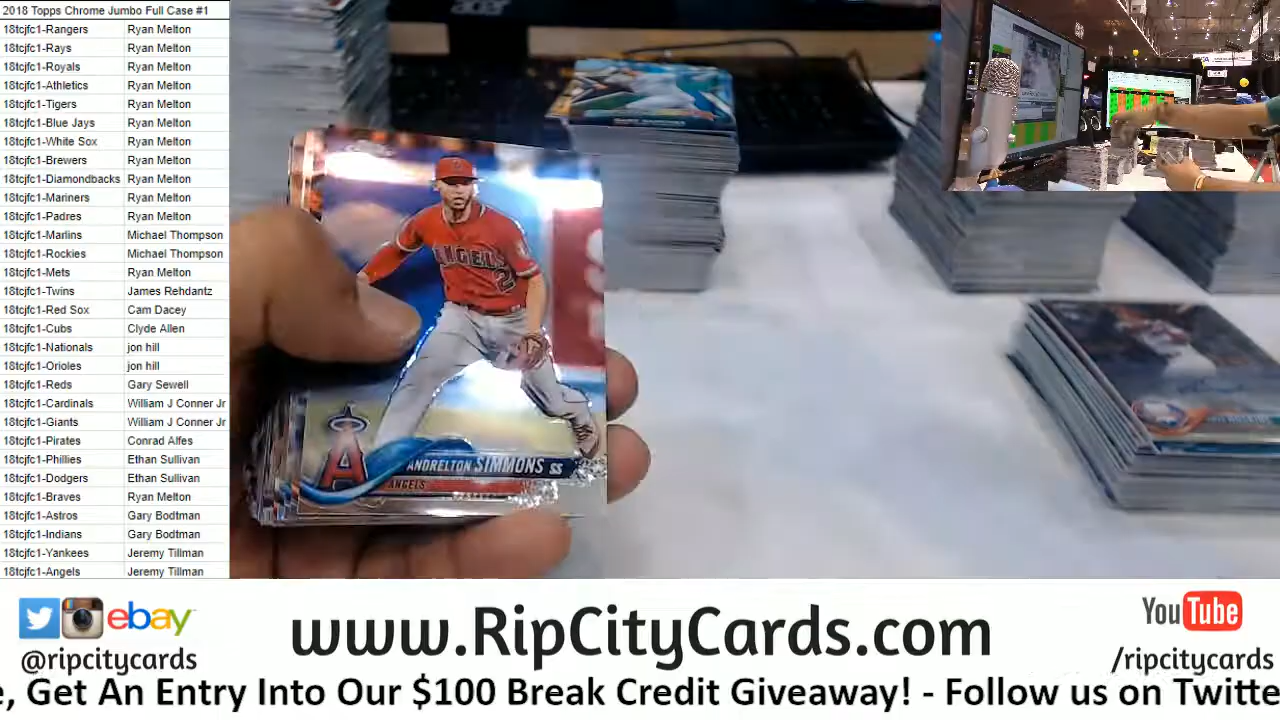 2018 Topps Chrome Jumbo Full Case #1
18tcjfc1-Rangers Ryan Melton
18tcjfc1-Rays Ryan Melton
18tcjfc1-Royals Ryan Melton
18tcjfc1-Athletics Ryan Melton
18tcjfc1-Tigers Ryan Melton
18tcjfc1-Blue Jays Ryan Melton
18tcjfc1-White Sox Ryan Melton
18tcjfc1-Brewers Ryan Melton
18tcjfc1-Diamondbacks Ryan Melton
18tcjfc1-Mariners Ryan Melton
18tcjfc1-Padres Ryan Melton
18tcjfc1-Marlins Michael Thompson
18tcjfc1-Rockies Michael Thompson
18tcjfc1-Mets Ryan Melton
18tcjfc1-Twins James Rehdantz
18tcjfc1-Red Sox Cam Dacey
18tcjfc1-Cubs Clyde Allen
18tcjfc1-Nationals jon hill
18tcjfc1-Orioles jon hill
18tcjfc1-Reds Gary Sewell
18tcjfc1-Cardinals William J Conner Jr
18tcjfc1-Giants William J Conner Jr
18tcjfc1-Pirates Conrad Alfes
18tcjfc1-Phillies Ethan Sullivan
18tcjfc1-Dodgers Ethan Sullivan
18tcjfc1-Braves Ryan Melton
18tcjfc1-Astros Gary Bodtman
18tcjfc1-Indians Gary Bodtman
18tcjfc1-Yankees Jeremy Tillman
18tcjfc1-Angels Jeremy Tillman
acer
ANGELS
2
A
ANDRELTON SIMMONS SS
ANGELS
ebay
@ripcitycards
www.RipCityCards.com
YouTube
/ripcitycards
e, Get An Entry Into Our $100 Break Credit Giveaway! - Follow us on Twitte